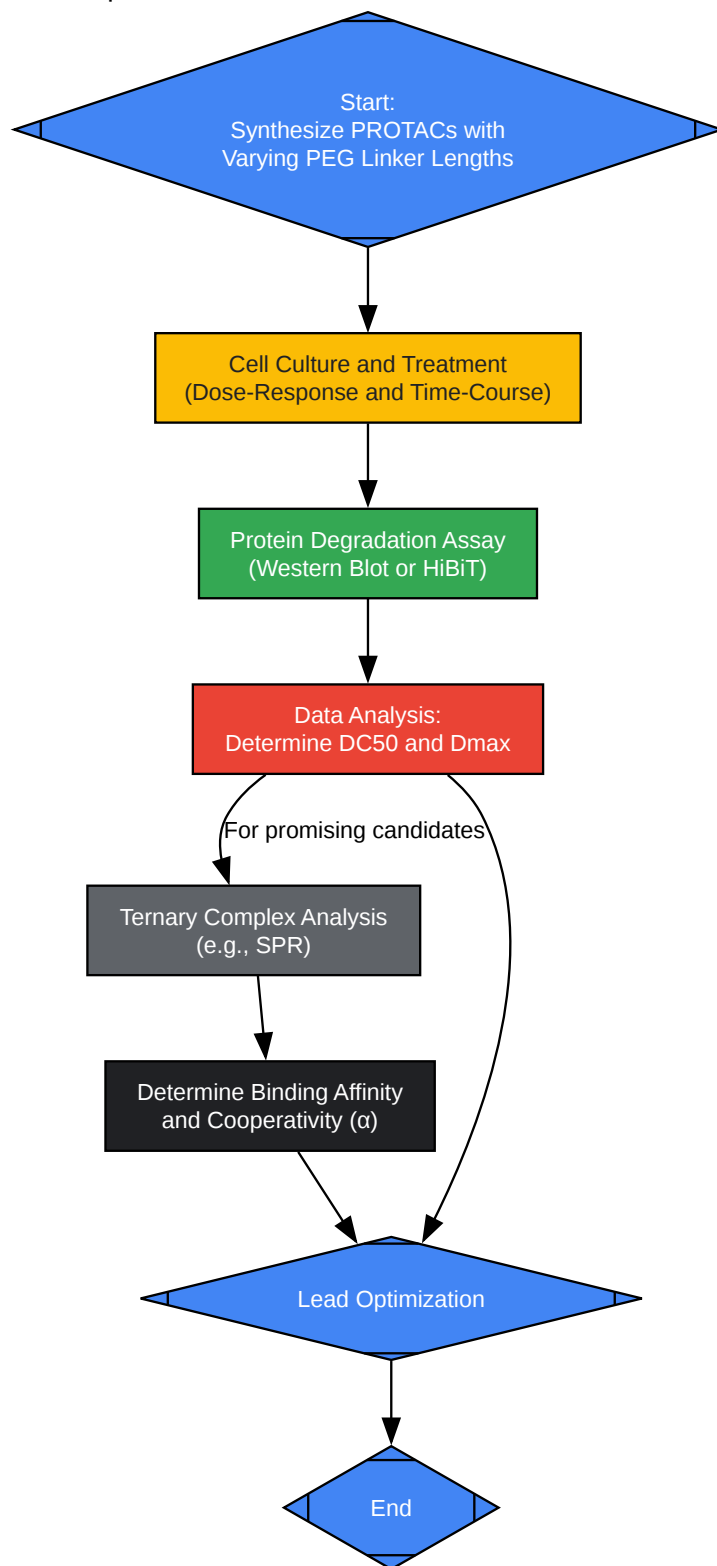 Start:
Synthesize PROTACs with
Varying PEG Linker Lengths
Cell Culture and Treatment
(Dose-Response and Time-Course)
Protein Degradation Assay
(Western Blot or HiBiT)
Data Analysis:
Determine DC50 and Dmax
For promising candidates
Ternary Complex Analysis
(e.g., SPR)
Determine Binding Affinity
and Cooperativity (α)
Lead Optimization
End